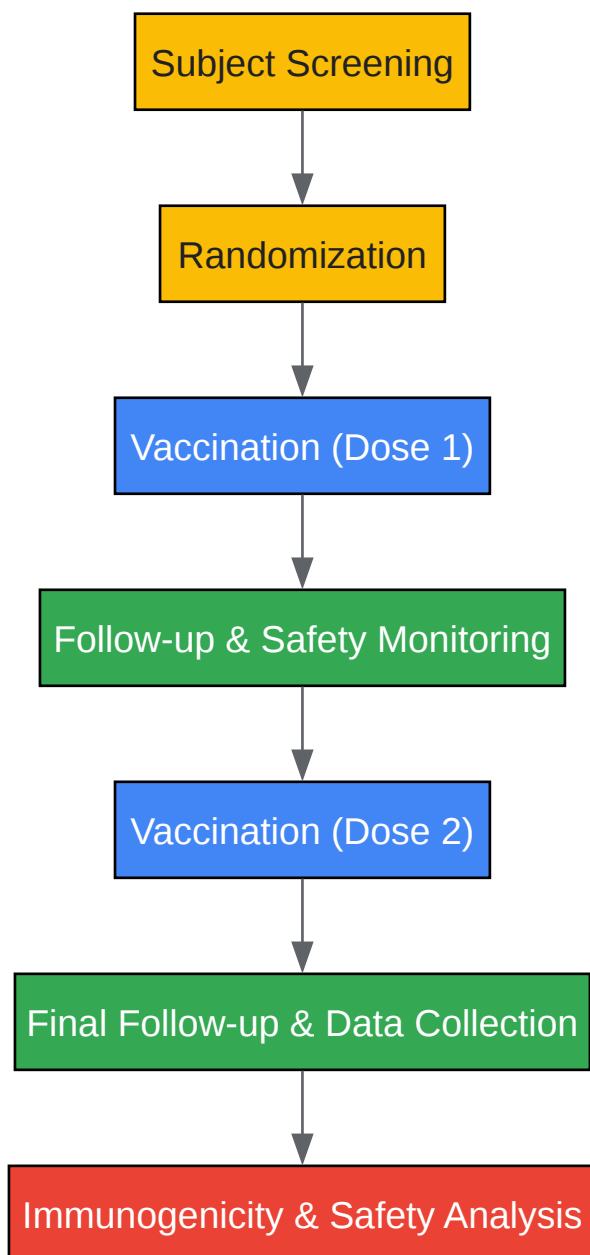 Subject Screening
Randomization
Vaccination (Dose 1)
Follow-up & Safety Monitoring
Vaccination (Dose 2)
Final Follow-up & Data Collection
Immunogenicity & Safety Analysis